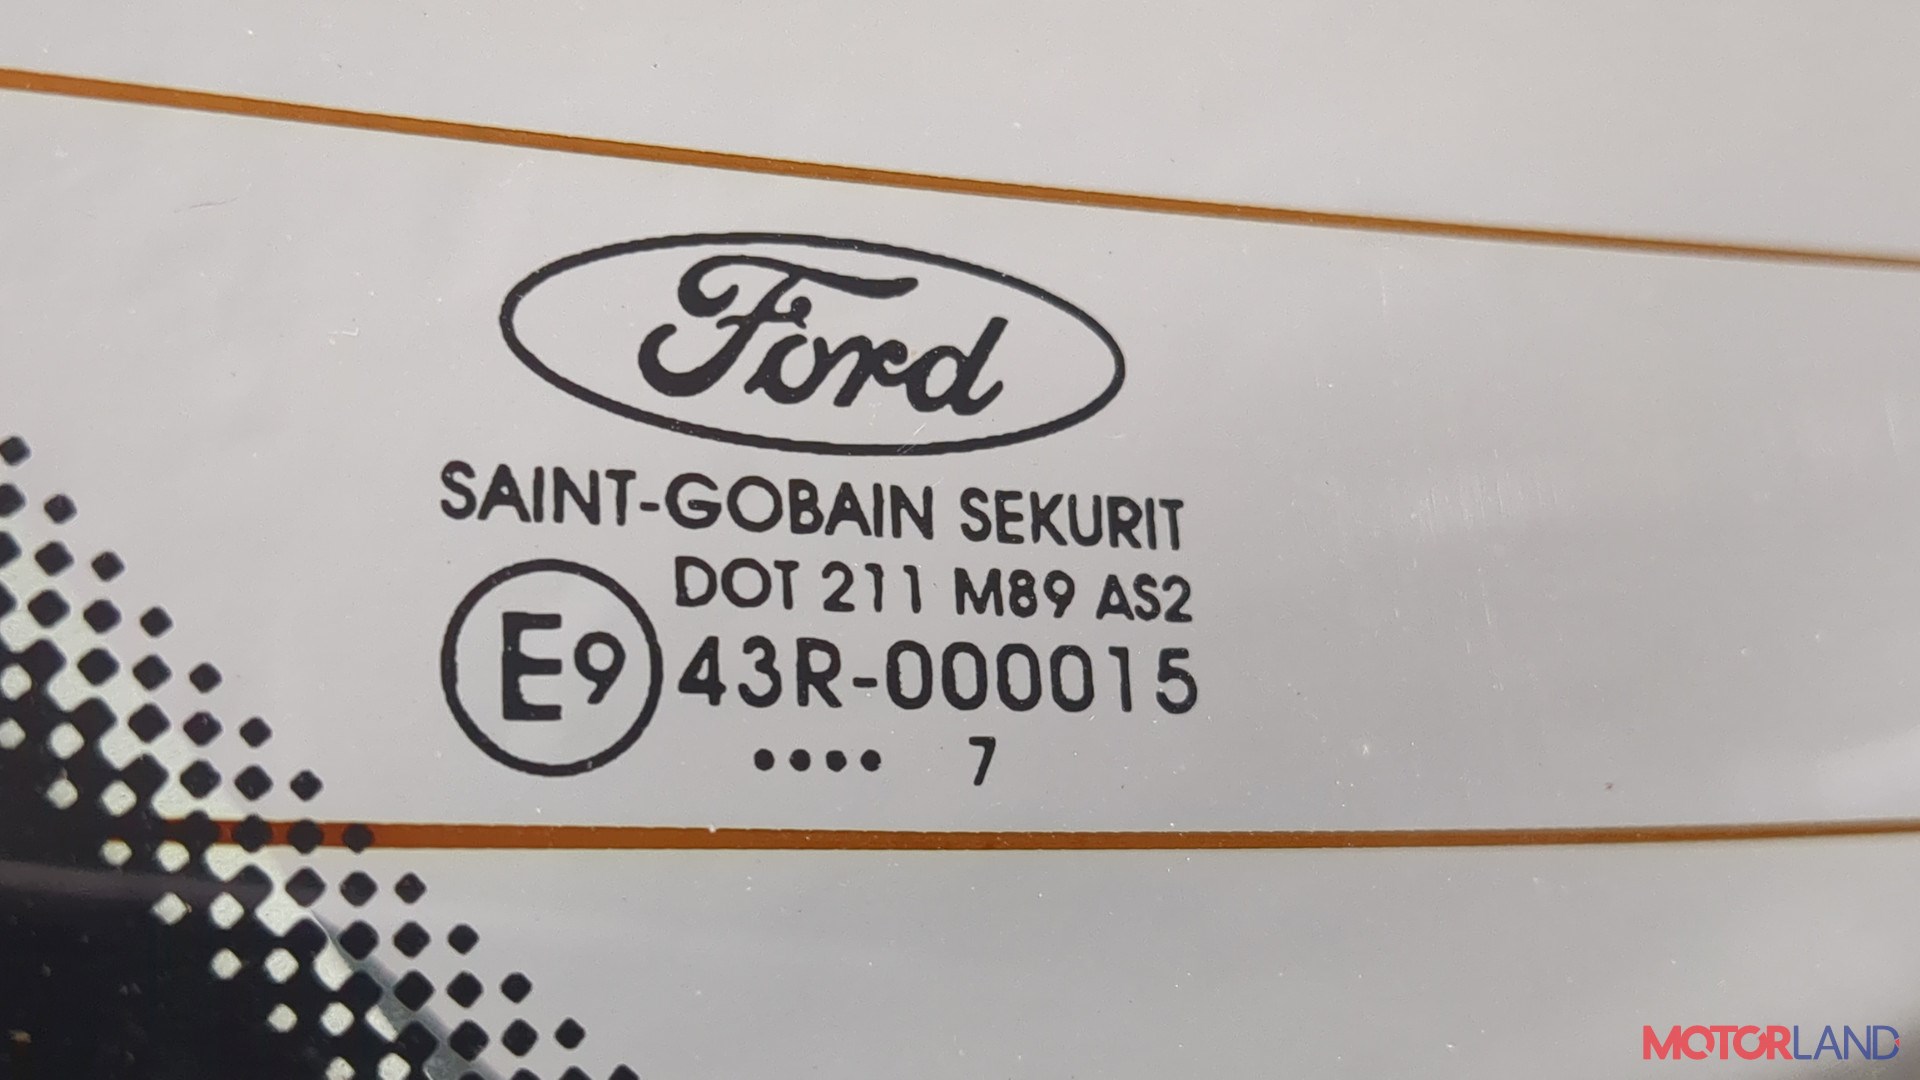 Ford
SAINT-GOBAIN SEKURIT
DOT 211 M89 AS2
E9 43R-000015
•••• 7
MOTORLAND